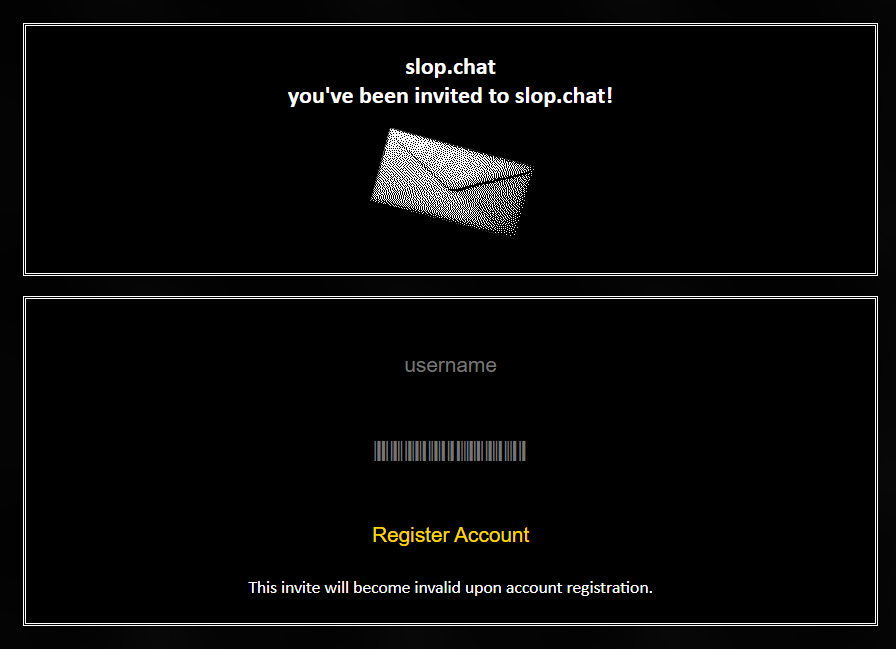 slop.chat
you've been invited to slop.chat!
username
Register Account
This invite will become invalid upon account registration.